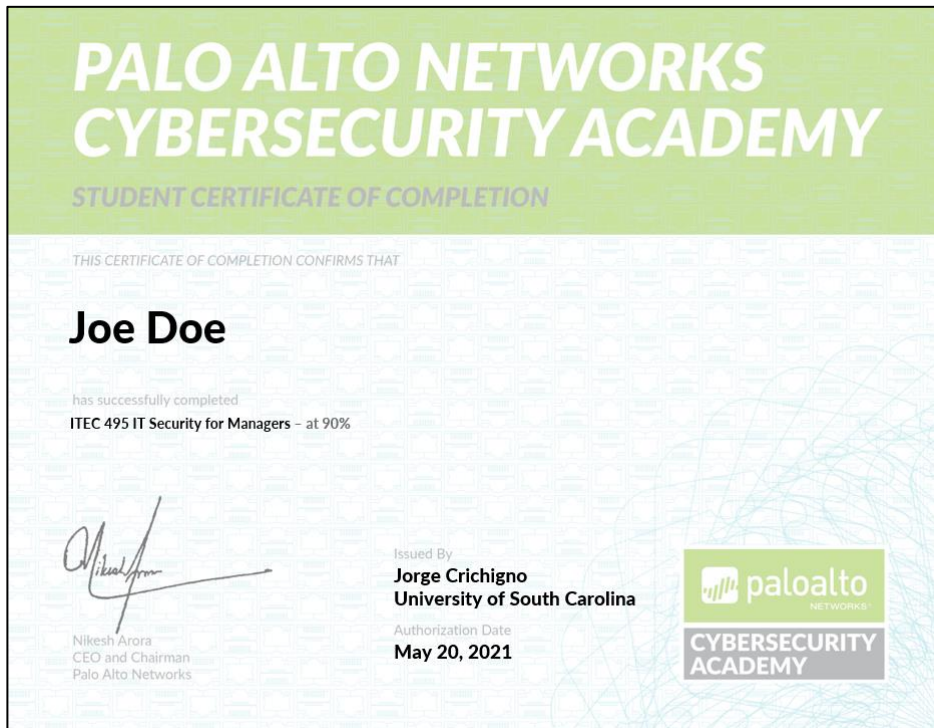 PALO ALTO NETWORKS
CYBERSECURITY ACADEMY
STUDENT CERTIFICATE OF COMPLETION
THIS CERTIFICATE OF COMPLETION CONFIRMS THAT
Joe Doe
has successfully completed
ITEC 495 IT Security for Managers – at 90%
Nikesh Arora
Nikesh Arora
CEO and Chairman
Palo Alto Networks
Issued By
Jorge Crichigno
University of South Carolina
Authorization Date
May 20, 2021
paloalto
NETWORKS
CYBERSECURITY
ACADEMY